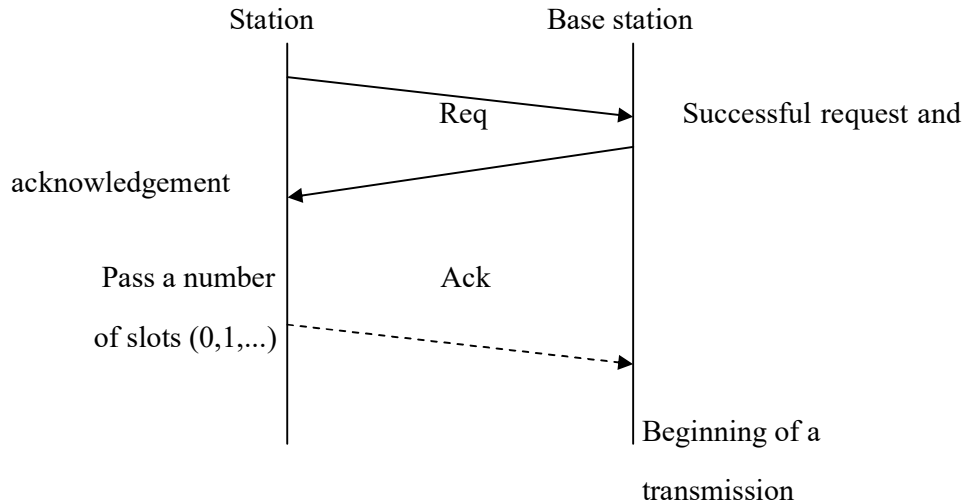 Station
Base station
Req
Successful request and
acknowledgement
Pass a number
Ack
of slots (0,1,...)
Beginning of a
transmission